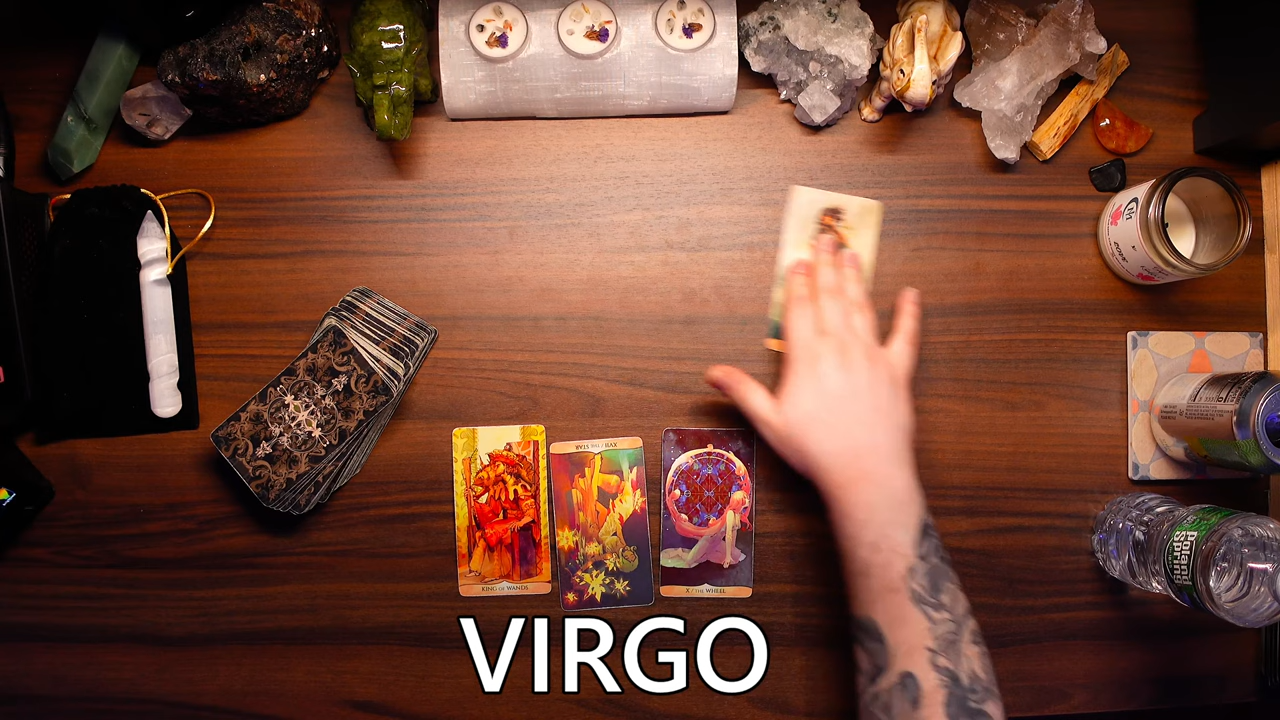 KING OF WANDS
XVII / THE STAR
X / THE WHEEL
Poland
Spring
VIRGO